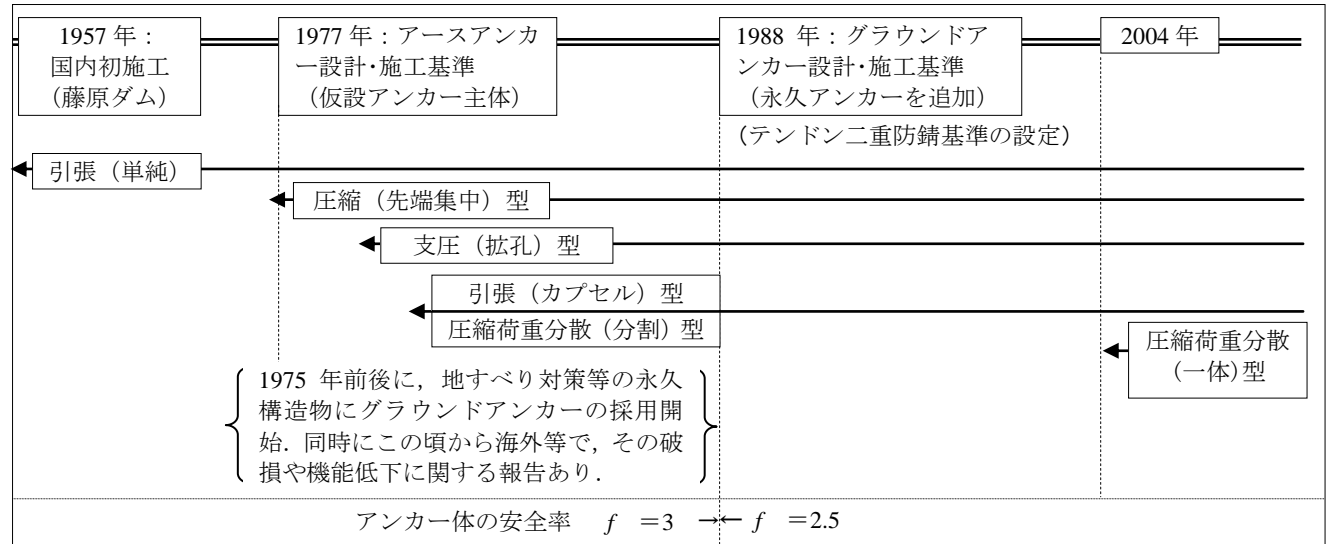 1957 年：
国内初施工
（藤原ダム）
1977 年：アースアンカ
ー設計・施工基準
（仮設アンカー主体）
1988 年：グラウンドア
ンカー設計・施工基準
（永久アンカーを追加）
2004 年
（テンドン二重防錆基準の設定）
引張（単純）
圧縮（先端集中）型
支圧（拡孔）型
引張（カプセル）型
圧縮荷重分散（分割）型
圧縮荷重分散
（一体）型
1975 年前後に，地すべり対策等の永久
構造物にグラウンドアンカーの採用開
始．同時にこの頃から海外等で，その破
損や機能低下に関する報告あり．
アンカー体の安全率 f ＝3 →← f ＝2.5